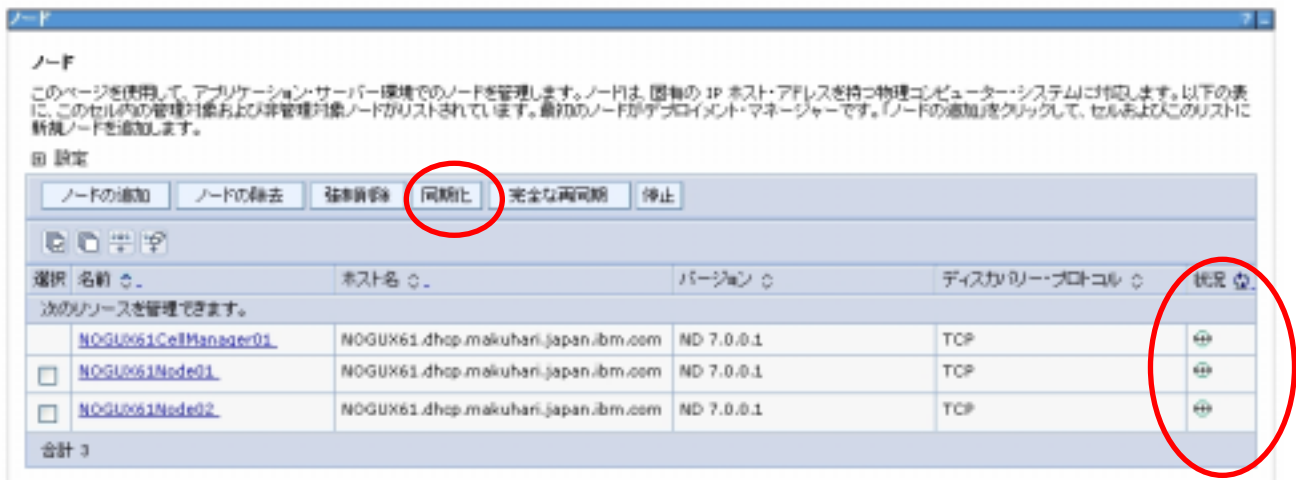 ノード
ノード
このページを使用して、アプリケーション・サーバー環境でのノードを管理します。ノードは、固有の IP ホスト・アドレスを持つ物理コンピューター・システムに対応します。以下の表
に、このセル内の管理対象および非管理対象ノードがリストされています。最初のノードがデプロイメント・マネージャーです。「ノードの追加」をクリックして、セルおよびこのリストに
新規ノードを追加します。
設定
ノードの追加 ノードの除去 強制削除 同期化 完全な再同期 停止
選択 名前 ホスト名 バージョン ディスカバリー・プロトコル 状況
次のリソースを管理できます。
NOGUX61CellManager01 NOGUX61.dhcp.makuhari.japan.ibm.com ND 7.0.0.1 TCP
NOGUX61Node01 NOGUX61.dhcp.makuhari.japan.ibm.com ND 7.0.0.1 TCP
NOGUX61Node02 NOGUX61.dhcp.makuhari.japan.ibm.com ND 7.0.0.1 TCP
合計 3